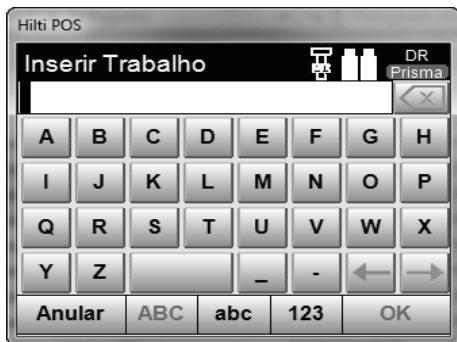 Hilti POS
Inserir Trabalho DR
Prisma
A B C D E F G H
I J K L M N O P
Q R S T U V W X
Y Z _ -
Anular ABC abc 123 OK